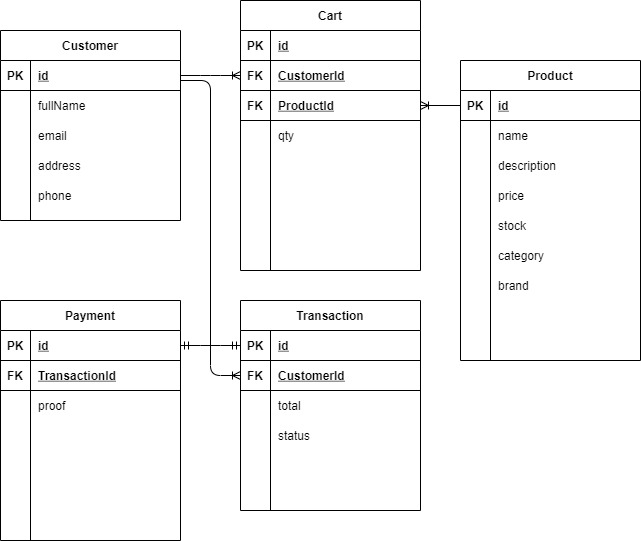 Customer
PK id
fullName
email
address
phone
Cart
PK id
FK CustomerId
FK ProductId
qty
Product
PK id
name
description
price
stock
category
brand
Payment
PK id
FK TransactionId
proof
Transaction
PK id
FK CustomerId
total
status